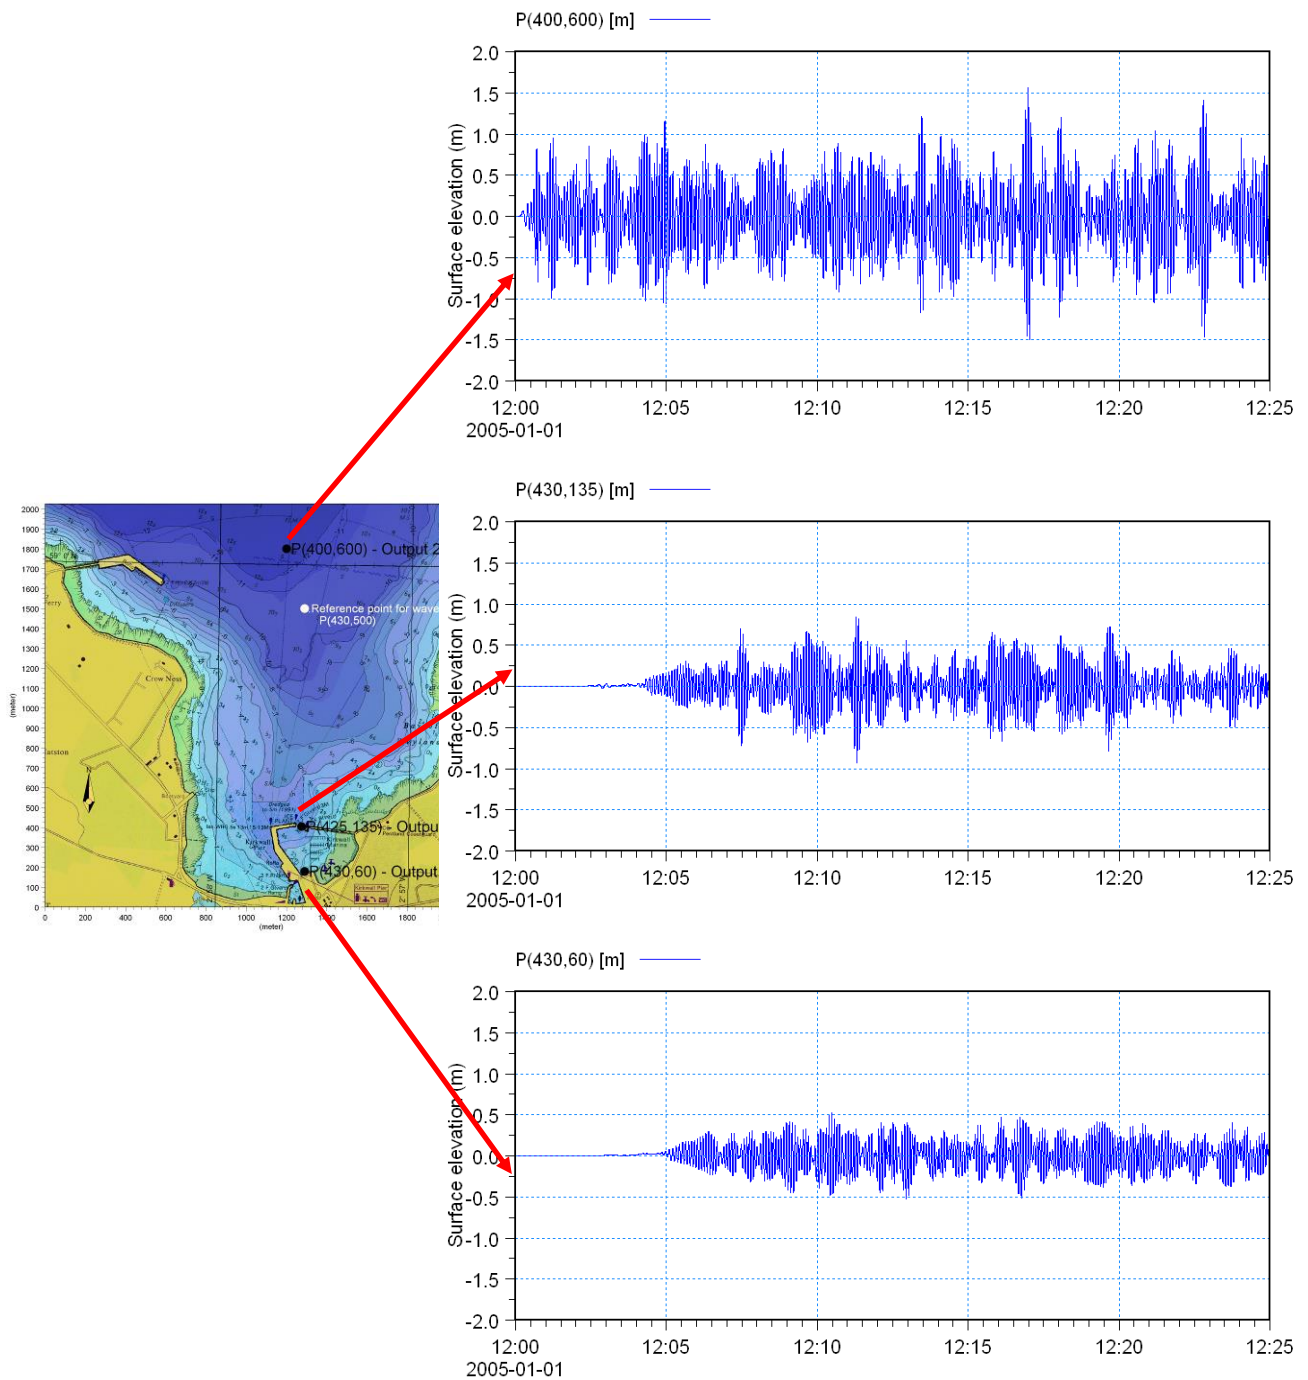 P(400,600) [m]
Surface elevation (m)
2.0
1.5
1.0
0.5
0.0
-0.5
-1.0
-1.5
-2.0
12:00 12:05 12:10 12:15 12:20 12:25
2005-01-01
P(430,135) [m]
Surface elevation (m)
2.0
1.5
1.0
0.5
0.0
-0.5
-1.0
-1.5
-2.0
12:00 12:05 12:10 12:15 12:20 12:25
2005-01-01
P(430,60) [m]
Surface elevation (m)
2.0
1.5
1.0
0.5
0.0
-0.5
-1.0
-1.5
-2.0
12:00 12:05 12:10 12:15 12:20 12:25
2005-01-01
2000
1900
1800
1700
1600
1500
1400
1300
1200
1100
1000
900
800
700
600
500
400
300
200
100
0
(meter)
0 200 400 600 800 1000 1200 1400 1600 1800
(meter)
P(400,600) - Output 2
Reference point for wave
P(430,500)
Crow Ness
P(425,135) - Outpu
P(430,60) - Output
Kirkwall Pier
N